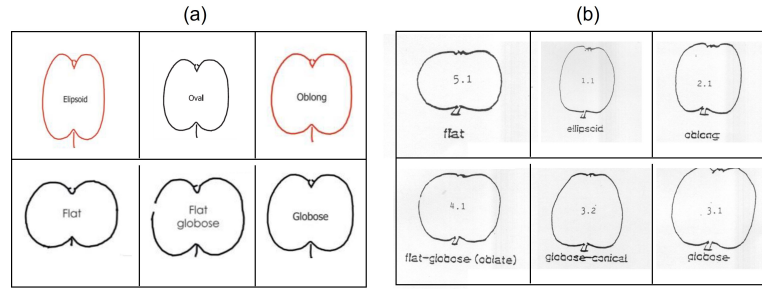 (a)
(b)
Elipsoid
Oval
Oblong
Flat
Flat
globose
Globose
5.1
flat
1.1
ellipsoid
2.1
oblong
4.1
flat-globose (oblate)
3.2
globose-conical
3.1
globose